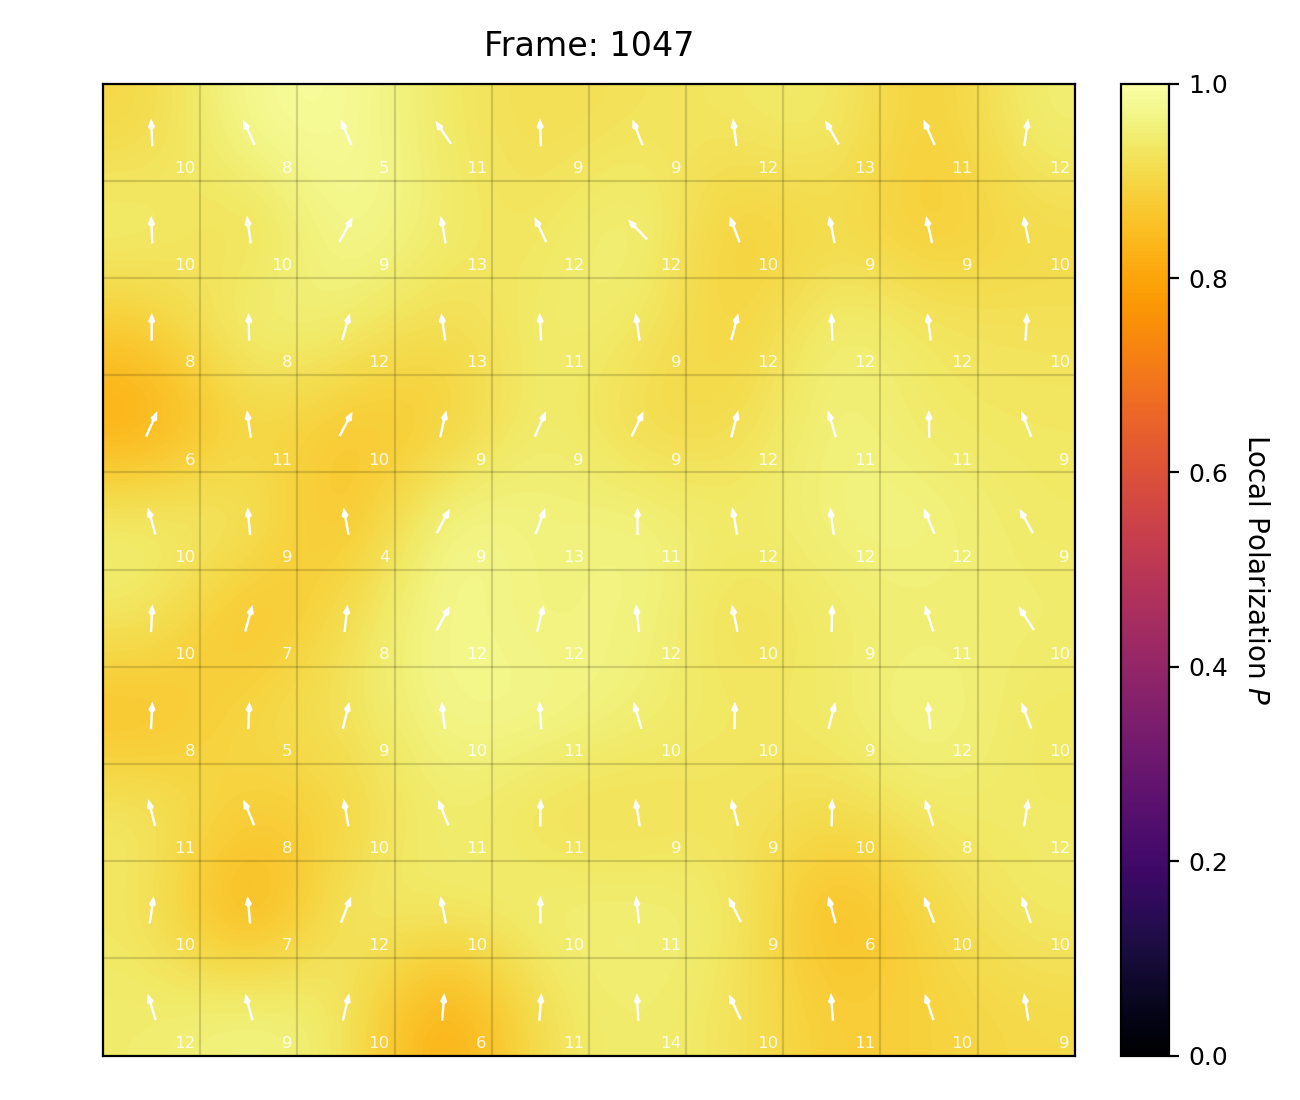 Frame: 1047
10 8 5 11 9 9 12 13 11 12
10 10 9 13 12 12 10 9 9 10
8 8 12 13 11 9 12 12 12 10
6 11 10 9 9 9 12 11 11 9
10 9 4 9 13 11 12 12 12 9
10 7 8 12 12 12 10 9 11 10
8 5 9 10 11 10 10 9 12 10
11 8 10 11 11 9 9 10 8 12
10 7 12 10 10 11 9 6 10 10
12 9 10 6 11 14 10 11 10 9
1.0
0.8
0.6
0.4
0.2
0.0
Local Polarization P